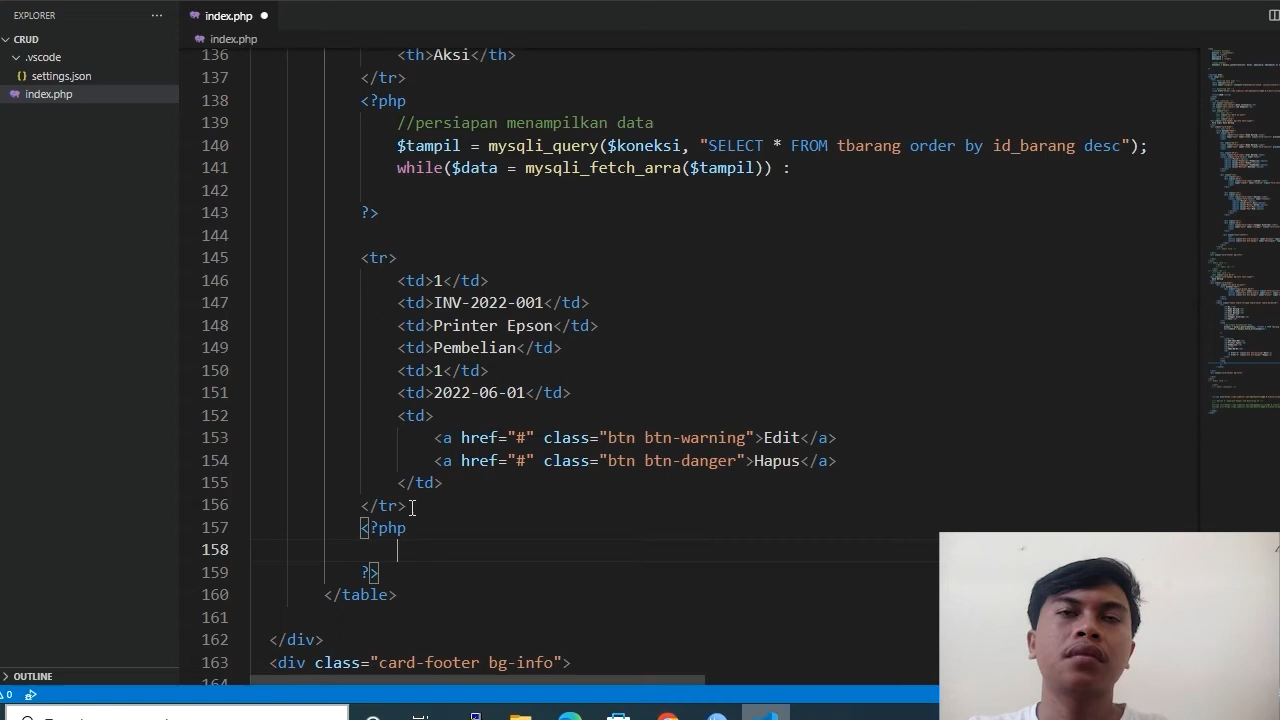 EXPLORER
···
index.php
CRUD
index.php
.vscode
settings.json
index.php
136 <th>Aksi</th>
137 </tr>
138 <?php
139 //persiapan menampilkan data
140 $tampil = mysqli_query($koneksi, "SELECT * FROM tbarang order by id_barang desc");
141 while($data = mysqli_fetch_arra($tampil)) :
142
143 ?>
144
145 <tr>
146 <td>1</td>
147 <td>INV-2022-001</td>
148 <td>Printer Epson</td>
149 <td>Pembelian</td>
150 <td>1</td>
151 <td>2022-06-01</td>
152 <td>
153 <a href="#" class="btn btn-warning">Edit</a>
154 <a href="#" class="btn btn-danger">Hapus</a>
155 </td>
156 </tr>
157 <?php
158
159 ?>
160 </table>
161
162 </div>
163 <div class="card-footer bg-info">
164
OUTLINE
0